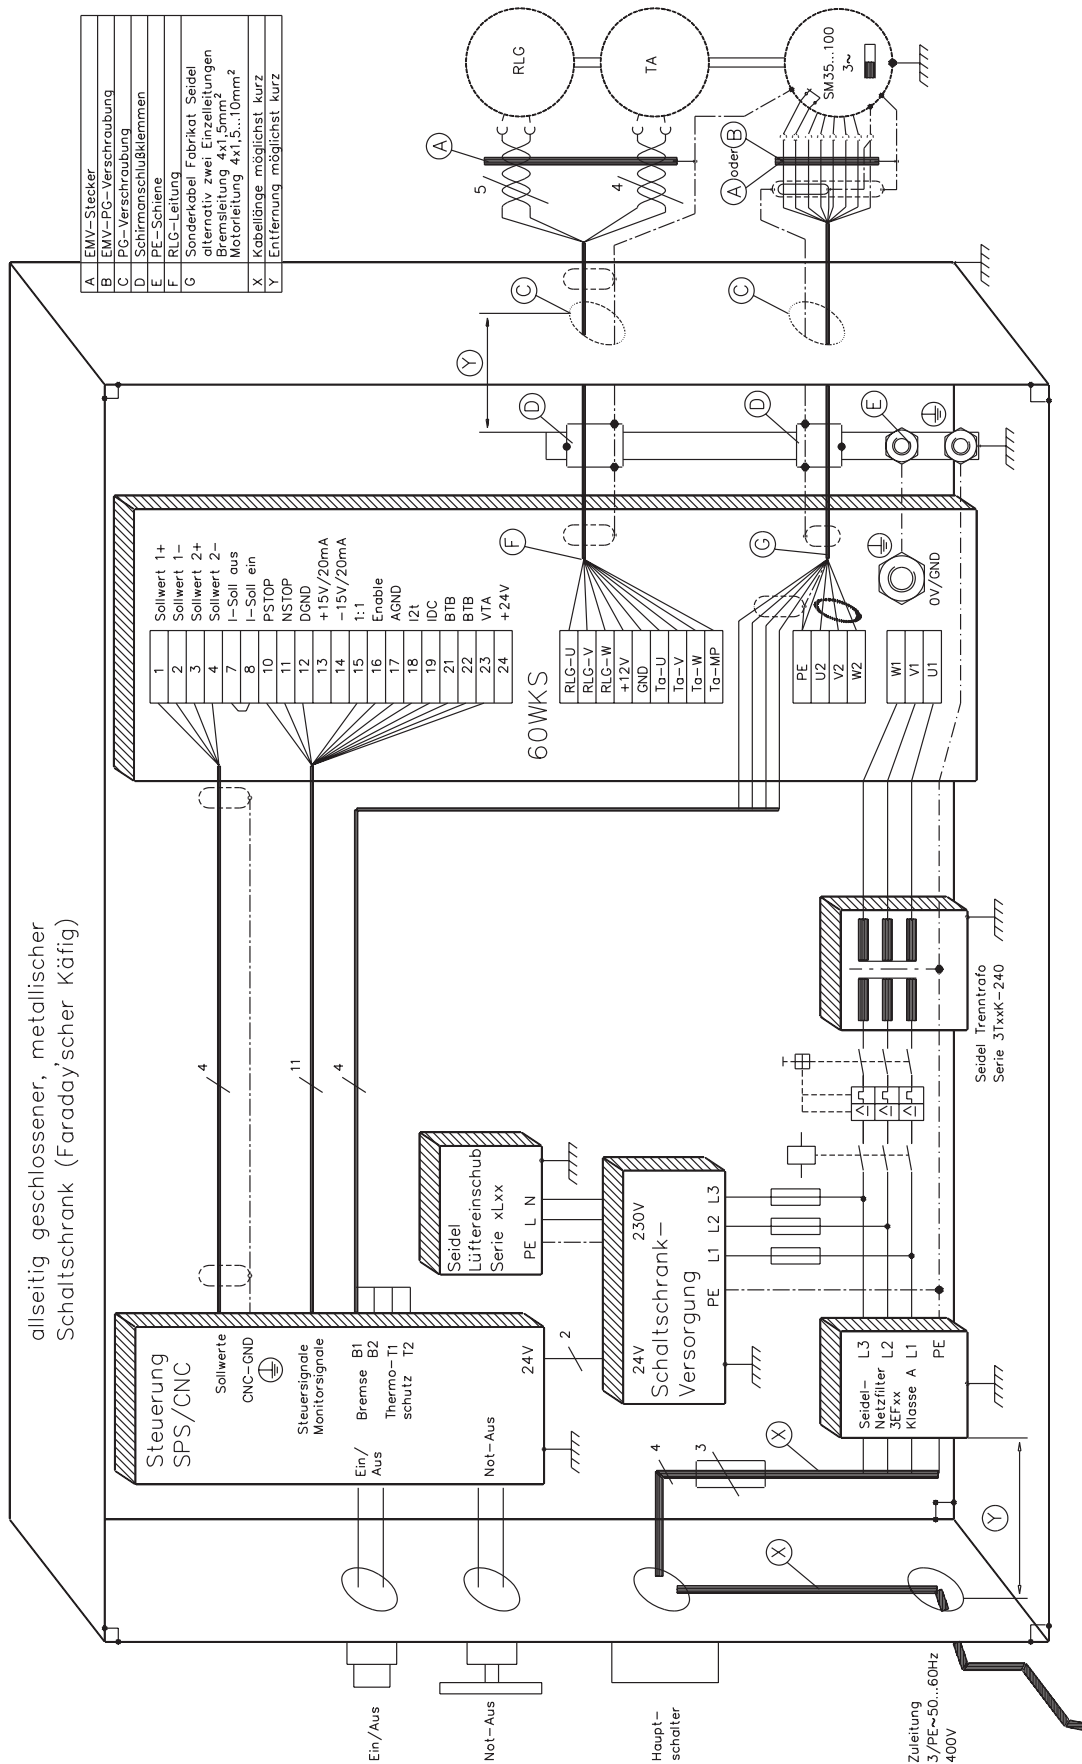 allseitig geschlossener, metallischer
Schaltschrank (Faraday'scher Käfig)
A EMV-Stecker
B EMV-PG-Verschraubung
C PG-Verschraubung
D Schirmanschlußklemmen
E PE-Schiene
F RLG-Leitung
G Sonderkabel Fabrikat Seidel
alternativ zwei Einzelleitungen
Bremsleitung 4x1,5mm²
Motorleitung 4x1,5...10mm²
X Kabellänge möglichst kurz
Y Entfernung möglichst kurz
Steuerung
SPS/CNC
Sollwerte
CNC-GND
Steuersignale
Monitorsignale
Ein/
Aus
Bremse B1
B2
Thermo-T1
schutz T2
Not-Aus
24V
4
11
4
2
Seidel
Lüftereinschub
Serie xLxx
PE L N
24V
230V
Schaltschrank-
Versorgung
PE L1 L2 L3
Seidel-
Netzfilter
3EFxx
Klasse A
L3
L2
L1
PE
4
3
X
X
Y
Ein/Aus
Not-Aus
Haupt-
schalter
Zuleitung
3/PE~50...60Hz
400V
Seidel Trenntrafo
Serie 3TxxK-240
60WKS
1 Sollwert 1+
2 Sollwert 1-
3 Sollwert 2+
4 Sollwert 2-
7 I-Soll aus
8 I-Soll ein
10 PSTOP
11 NSTOP
12 DGND
13 +15V/20mA
14 -15V/20mA
15 1:1
16 Enable
17 AGND
18 I2t
19 IDC
21 BTB
22 BTB
23 VTA
24 +24V
RLG-U
RLG-V
RLG-W
+12V
GND
Ta-U
Ta-V
Ta-W
Ta-MP
PE
U2
V2
W2
W1
V1
U1
0V/GND
F
G
D
D
E
Y
C
C
A
5
4
A oder B
RLG
TA
SM35...100
3~